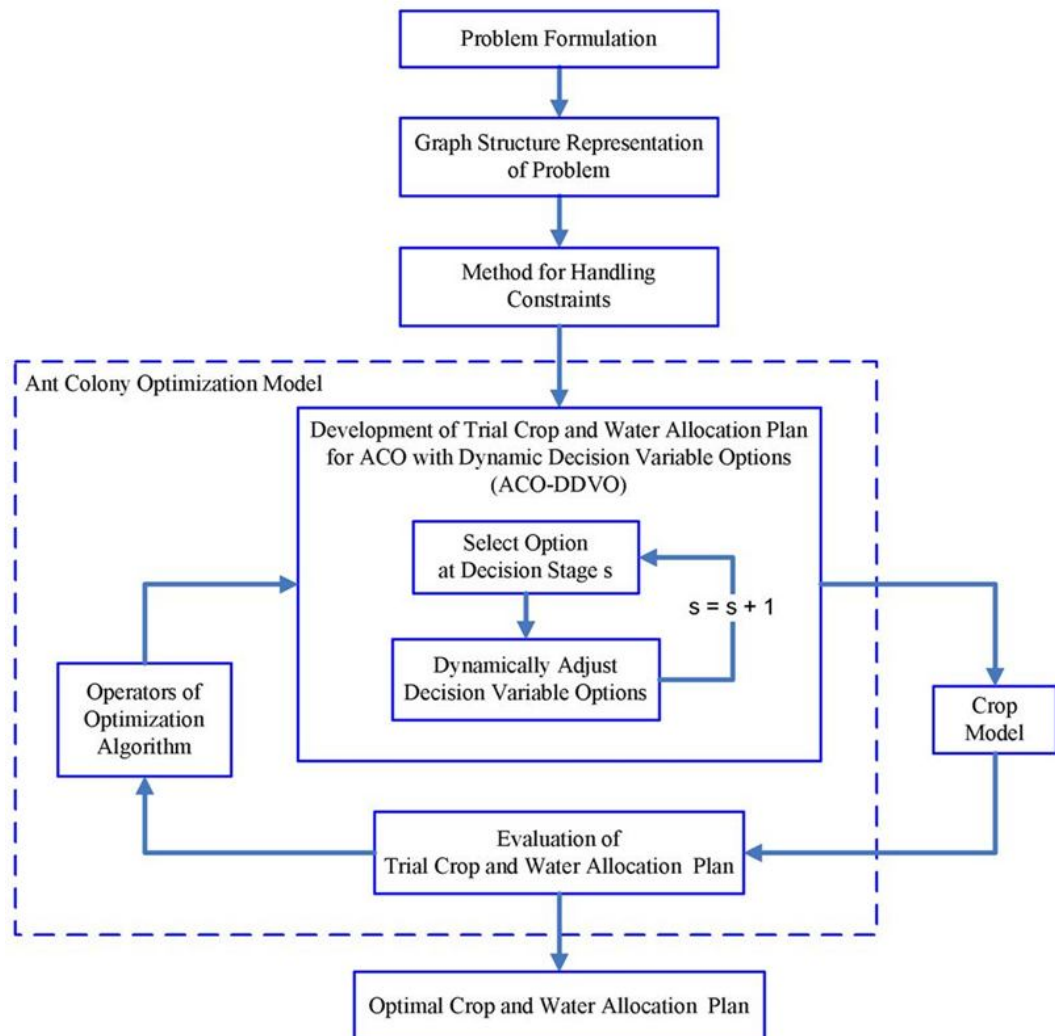 Problem Formulation
Graph Structure Representation
of Problem
Method for Handling
Constraints
Ant Colony Optimization Model
Development of Trial Crop and Water Allocation Plan
for ACO with Dynamic Decision Variable Options
(ACO-DDVO)
Select Option
at Decision Stage s
s = s + 1
Dynamically Adjust
Decision Variable Options
Operators of
Optimization
Algorithm
Crop
Model
Evaluation of
Trial Crop and Water Allocation Plan
Optimal Crop and Water Allocation Plan